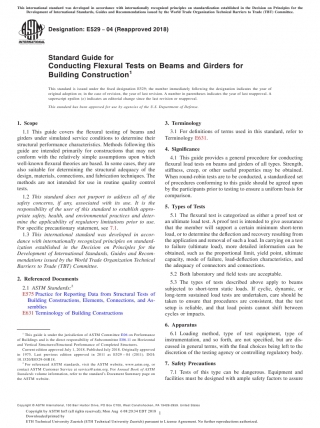 This international standard was developed in accordance with internationally recognized principles on standardization established in the Decision on Principles for the
Development of International Standards, Guides and Recommendations issued by the World Trade Organization Technical Barriers to Trade (TBT) Committee.
INTERNATIONAL
Designation: E529 − 04 (Reapproved 2018)
Standard Guide for
Conducting Flexural Tests on Beams and Girders for
Building Construction¹
This standard is issued under the fixed designation E529; the number immediately following the designation indicates the year of
original adoption or, in the case of revision, the year of last revision. A number in parentheses indicates the year of last reapproval. A
superscript epsilon (ε) indicates an editorial change since the last revision or reapproval.
This standard has been approved for use by agencies of the U.S. Department of Defense.
1. Scope
1.1 This guide covers the flexural testing of beams and
girders under simulated service conditions to determine their
structural performance characteristics. Methods following this
guide are intended primarily for constructions that may not
conform with the relatively simple assumptions upon which
well-known flexural theories are based. In some cases, they are
also suitable for determining the structural adequacy of the
design, materials, connections, and fabrication techniques. The
methods are not intended for use in routine quality control
tests.
1.2 This standard does not purport to address all of the
safety concerns, if any, associated with its use. It is the
responsibility of the user of this standard to establish appro-
priate safety, health, and environmental practices and deter-
mine the applicability of regulatory limitations prior to use.
For specific precautionary statement, see 7.1.
1.3 This international standard was developed in accor-
dance with internationally recognized principles on standard-
ization established in the Decision on Principles for the
Development of International Standards, Guides and Recom-
mendations issued by the World Trade Organization Technical
Barriers to Trade (TBT) Committee.
2. Referenced Documents
2.1 ASTM Standards:²
E575 Practice for Reporting Data from Structural Tests of
Building Constructions, Elements, Connections, and As-
semblies
E631 Terminology of Building Constructions
¹ This guide is under the jurisdiction of ASTM Committee E06 on Performance
of Buildings and is the direct responsibility of Subcommittee E06.11 on Horizontal
and Vertical Structures/Structural Performance of Completed Structures.
Current edition approved July 1, 2018. Published July 2018. Originally approved
in 1975. Last previous edition approved in 2011 as E529 – 04 (2011). DOI:
10.1520/E0529-04R18.
² For referenced ASTM standards, visit the ASTM website, www.astm.org, or
contact ASTM Customer Service at service@astm.org. For Annual Book of ASTM
Standards volume information, refer to the standard's Document Summary page on
the ASTM website.
3. Terminology
3.1 For definitions of terms used in this standard, refer to
Terminology E631.
4. Significance
4.1 This guide provides a general procedure for conducting
flexural load tests on beams and girders of all types. Strength,
stiffness, creep, or other useful properties may be obtained.
When round-robin tests are to be conducted, a standardized set
of procedures conforming to this guide should be agreed upon
by the participants prior to testing to ensure a uniform basis for
comparison.
5. Types of Tests
5.1 The flexural test is categorized as either a proof test or
an ultimate load test. A proof test is intended to give assurance
that the member will support a certain minimum short-term
load, or to determine the deflection and recovery resulting from
the application and removal of such a load. In carrying on a test
to failure (ultimate load), more detailed information can be
obtained, such as the proportional limit, yield point, ultimate
capacity, mode of failure, load-deflection characteristics, and
the adequacy of connectors and connections.
5.2 Both laboratory and field tests are acceptable.
5.3 The types of tests described above apply to beams
subjected to short-term static loads. If cyclic, dynamic, or
long-term sustained load tests are undertaken, care should be
taken to ensure that procedures are consistent, that the test
setup is reliable, and that load points cannot shift between
cycles or impacts.
6. Apparatus
6.1 Loading method, type of test equipment, type of
instrumentation, and so forth, are not specified, but are dis-
cussed in general terms, with the final choices being left to the
discretion of the testing agency or controlling regulatory body.
7. Safety Precautions
7.1 Tests of this type can be dangerous. Equipment and
facilities must be designed with ample safety factors to assure
Copyright © ASTM International, 100 Barr Harbor Drive, PO Box C700, West Conshohocken, PA 19428-2959. United States
Copyright by ASTM Int'l (all rights reserved);
1
Downloaded/printed by